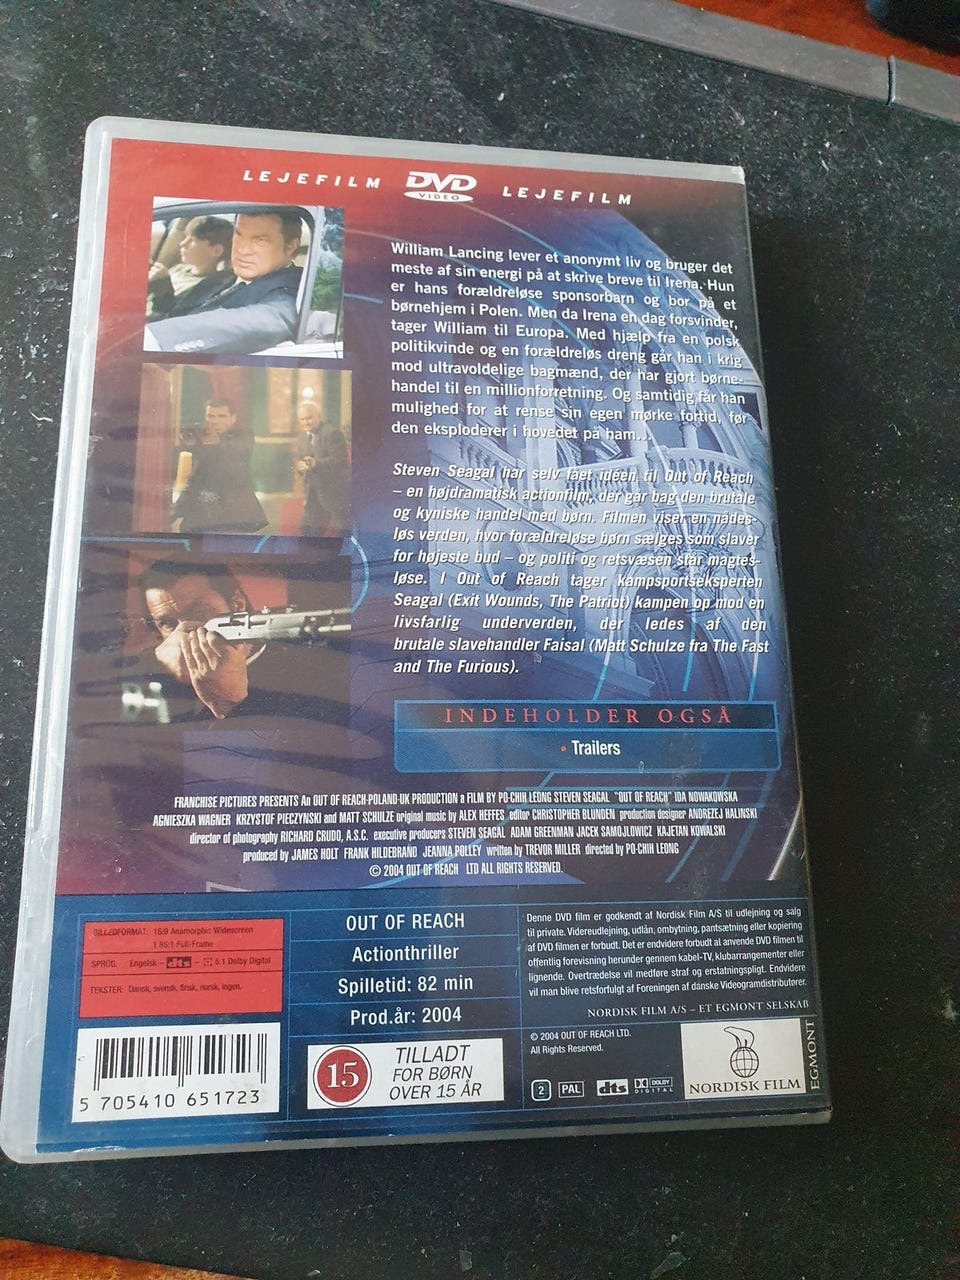 LEJEFILM DVD VIDEO LEJEFILM
William Lancing lever et anonymt liv og bruger det
meste af sin energi på at skrive breve til Irena. Hun
er hans forældreløse sponsorbarn og bor på et
børnehjem i Polen. Men da Irena en dag forsvinder,
tager William til Europa. Med hjælp fra en polsk
politikvinde og en forældreløs dreng går han i krig
mod ultravoldelige bagmænd, der har gjort børne-
handel til en millionforretning. Og samtidig får han
mulighed for at rense sin egen mørke fortid, før
den eksploderer i hovedet på ham...
Steven Seagal har selv fået idéen til Out of Reach
– en højdramatisk actionfilm, der går bag den brutale
og kyniske handel med børn. Filmen viser en nådes-
løs verden, hvor forældreløse børn sælges som slaver
for højeste bud – og politi og retsvæsen står magtes-
løse. I Out of Reach tager kampsportseksperten
Seagal (Exit Wounds, The Patriot) kampen op mod en
livsfarlig underverden, der ledes af den
brutale slavehandler Faisal (Matt Schulze fra The Fast
and The Furious).
INDEHOLDER OGSÅ
• Trailers
FRANCHISE PICTURES PRESENTS An OUT OF REACH-POLAND-UK PRODUCTION a FILM BY PO-CHIH LEONG STEVEN SEAGAL "OUT OF REACH" IDA NOWAKOWSKA
AGNIESZKA WAGNER KRZYSTOF PIECZYNSKI and MATT SCHULZE original music by ALEX HEFFES editor CHRISTOPHER BLUNDEN production designer ANDREZEJ HALINSKI
director of photography RICHARD CRUDO, A.S.C. executive producers STEVEN SEAGAL ADAM GREENMAN JACEK SAMOJLOWICZ KAJETAN KOWALSKI
produced by JAMES HOLT FRANK HILDEBRAND JEANNA POLLEY written by TREVOR MILLER directed by PO-CHIH LEONG
© 2004 OUT OF REACH LTD ALL RIGHTS RESERVED.
BILLEDFORMAT: 16:9 Anamorphic Widescreen
1.85:1 Full-Frame
SPROG: Engelsk – dts – 5.1 Dolby Digital
TEKSTER: Dansk, svensk, finsk, norsk, ingen.
5 705410 651723
OUT OF REACH
Actionthriller
Spilletid: 82 min
Prod.år: 2004
15 TILLADT
FOR BØRN
OVER 15 ÅR
Denne DVD film er godkendt af Nordisk Film A/S til udlejning og salg
til private. Videreudlejning, udlån, ombytning, pantsætning eller kopiering
af DVD filmen er forbudt. Det er endvidere forbudt at anvende DVD filmen til
offentlig forevisning herunder gennem kabel-TV, klubarrangementer eller
lignende. Overtrædelse vil medføre straf og erstatningspligt. Endvidere
vil man blive retsforfulgt af Foreningen af danske Videogramdistributører.
NORDISK FILM A/S – ET EGMONT SELSKAB
© 2004 OUT OF REACH LTD.
All Rights Reserved.
2 PAL dts DOLBY DIGITAL
NORDISK FILM
EGMONT